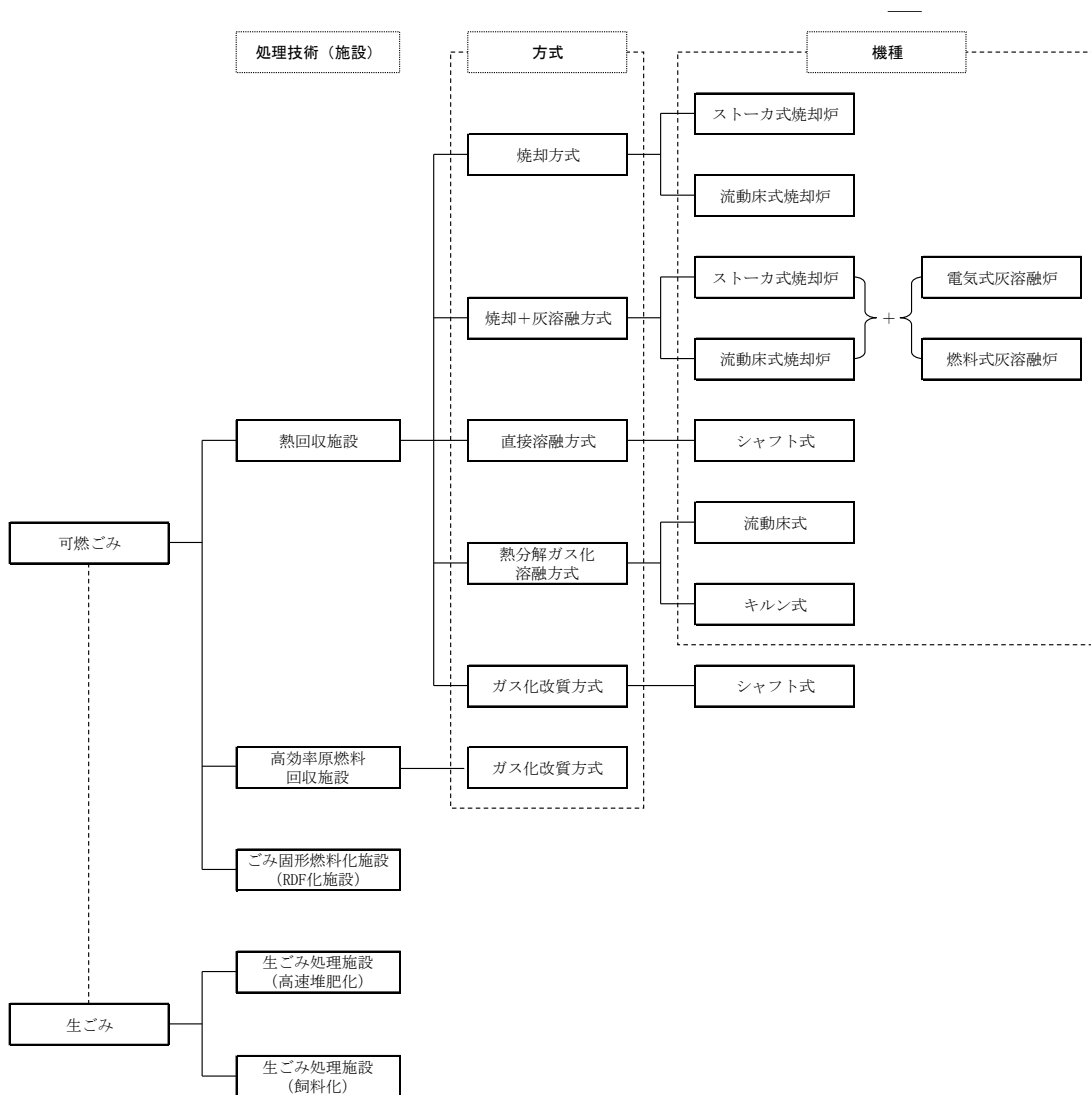 処理技術（施設）
方式
機種
ストーカ式焼却炉
焼却方式
流動床式焼却炉
ストーカ式焼却炉
電気式灰溶融炉
焼却＋灰溶融方式
＋
流動床式焼却炉
燃料式灰溶融炉
熱回収施設
直接溶融方式
シャフト式
流動床式
可燃ごみ
熱分解ガス化
溶融方式
キルン式
ガス化改質方式
シャフト式
高効率原燃料
回収施設
ガス化改質方式
ごみ固形燃料化施設
(RDF化施設)
生ごみ処理施設
(高速堆肥化)
生ごみ
生ごみ処理施設
(飼料化)